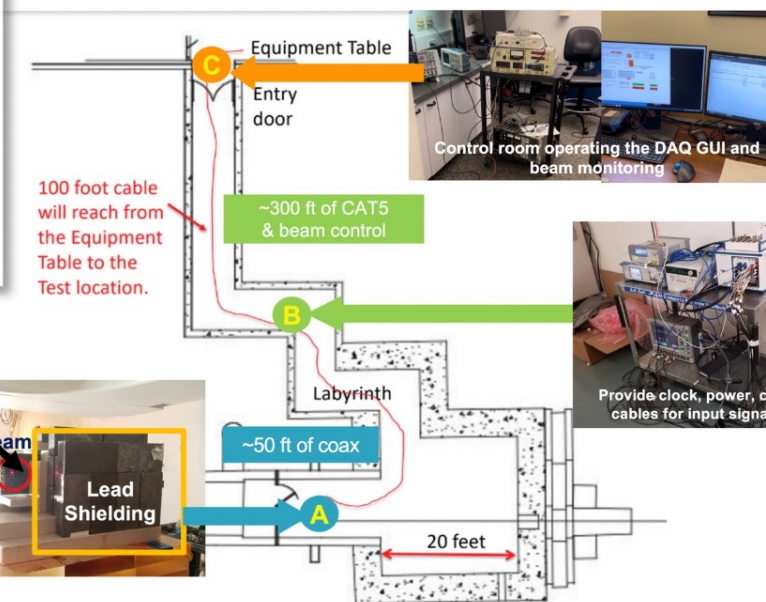 Equipment Table
C
Entry
door
Control room operating the DAQ GUI and
beam monitoring
100 foot cable
will reach from
the Equipment
Table to the
Test location.
~300 ft of CAT5
& beam control
B
Labyrinth
Provide clock, power,
cables for input
~50 ft of coax
Lead
Shielding
A
20 feet